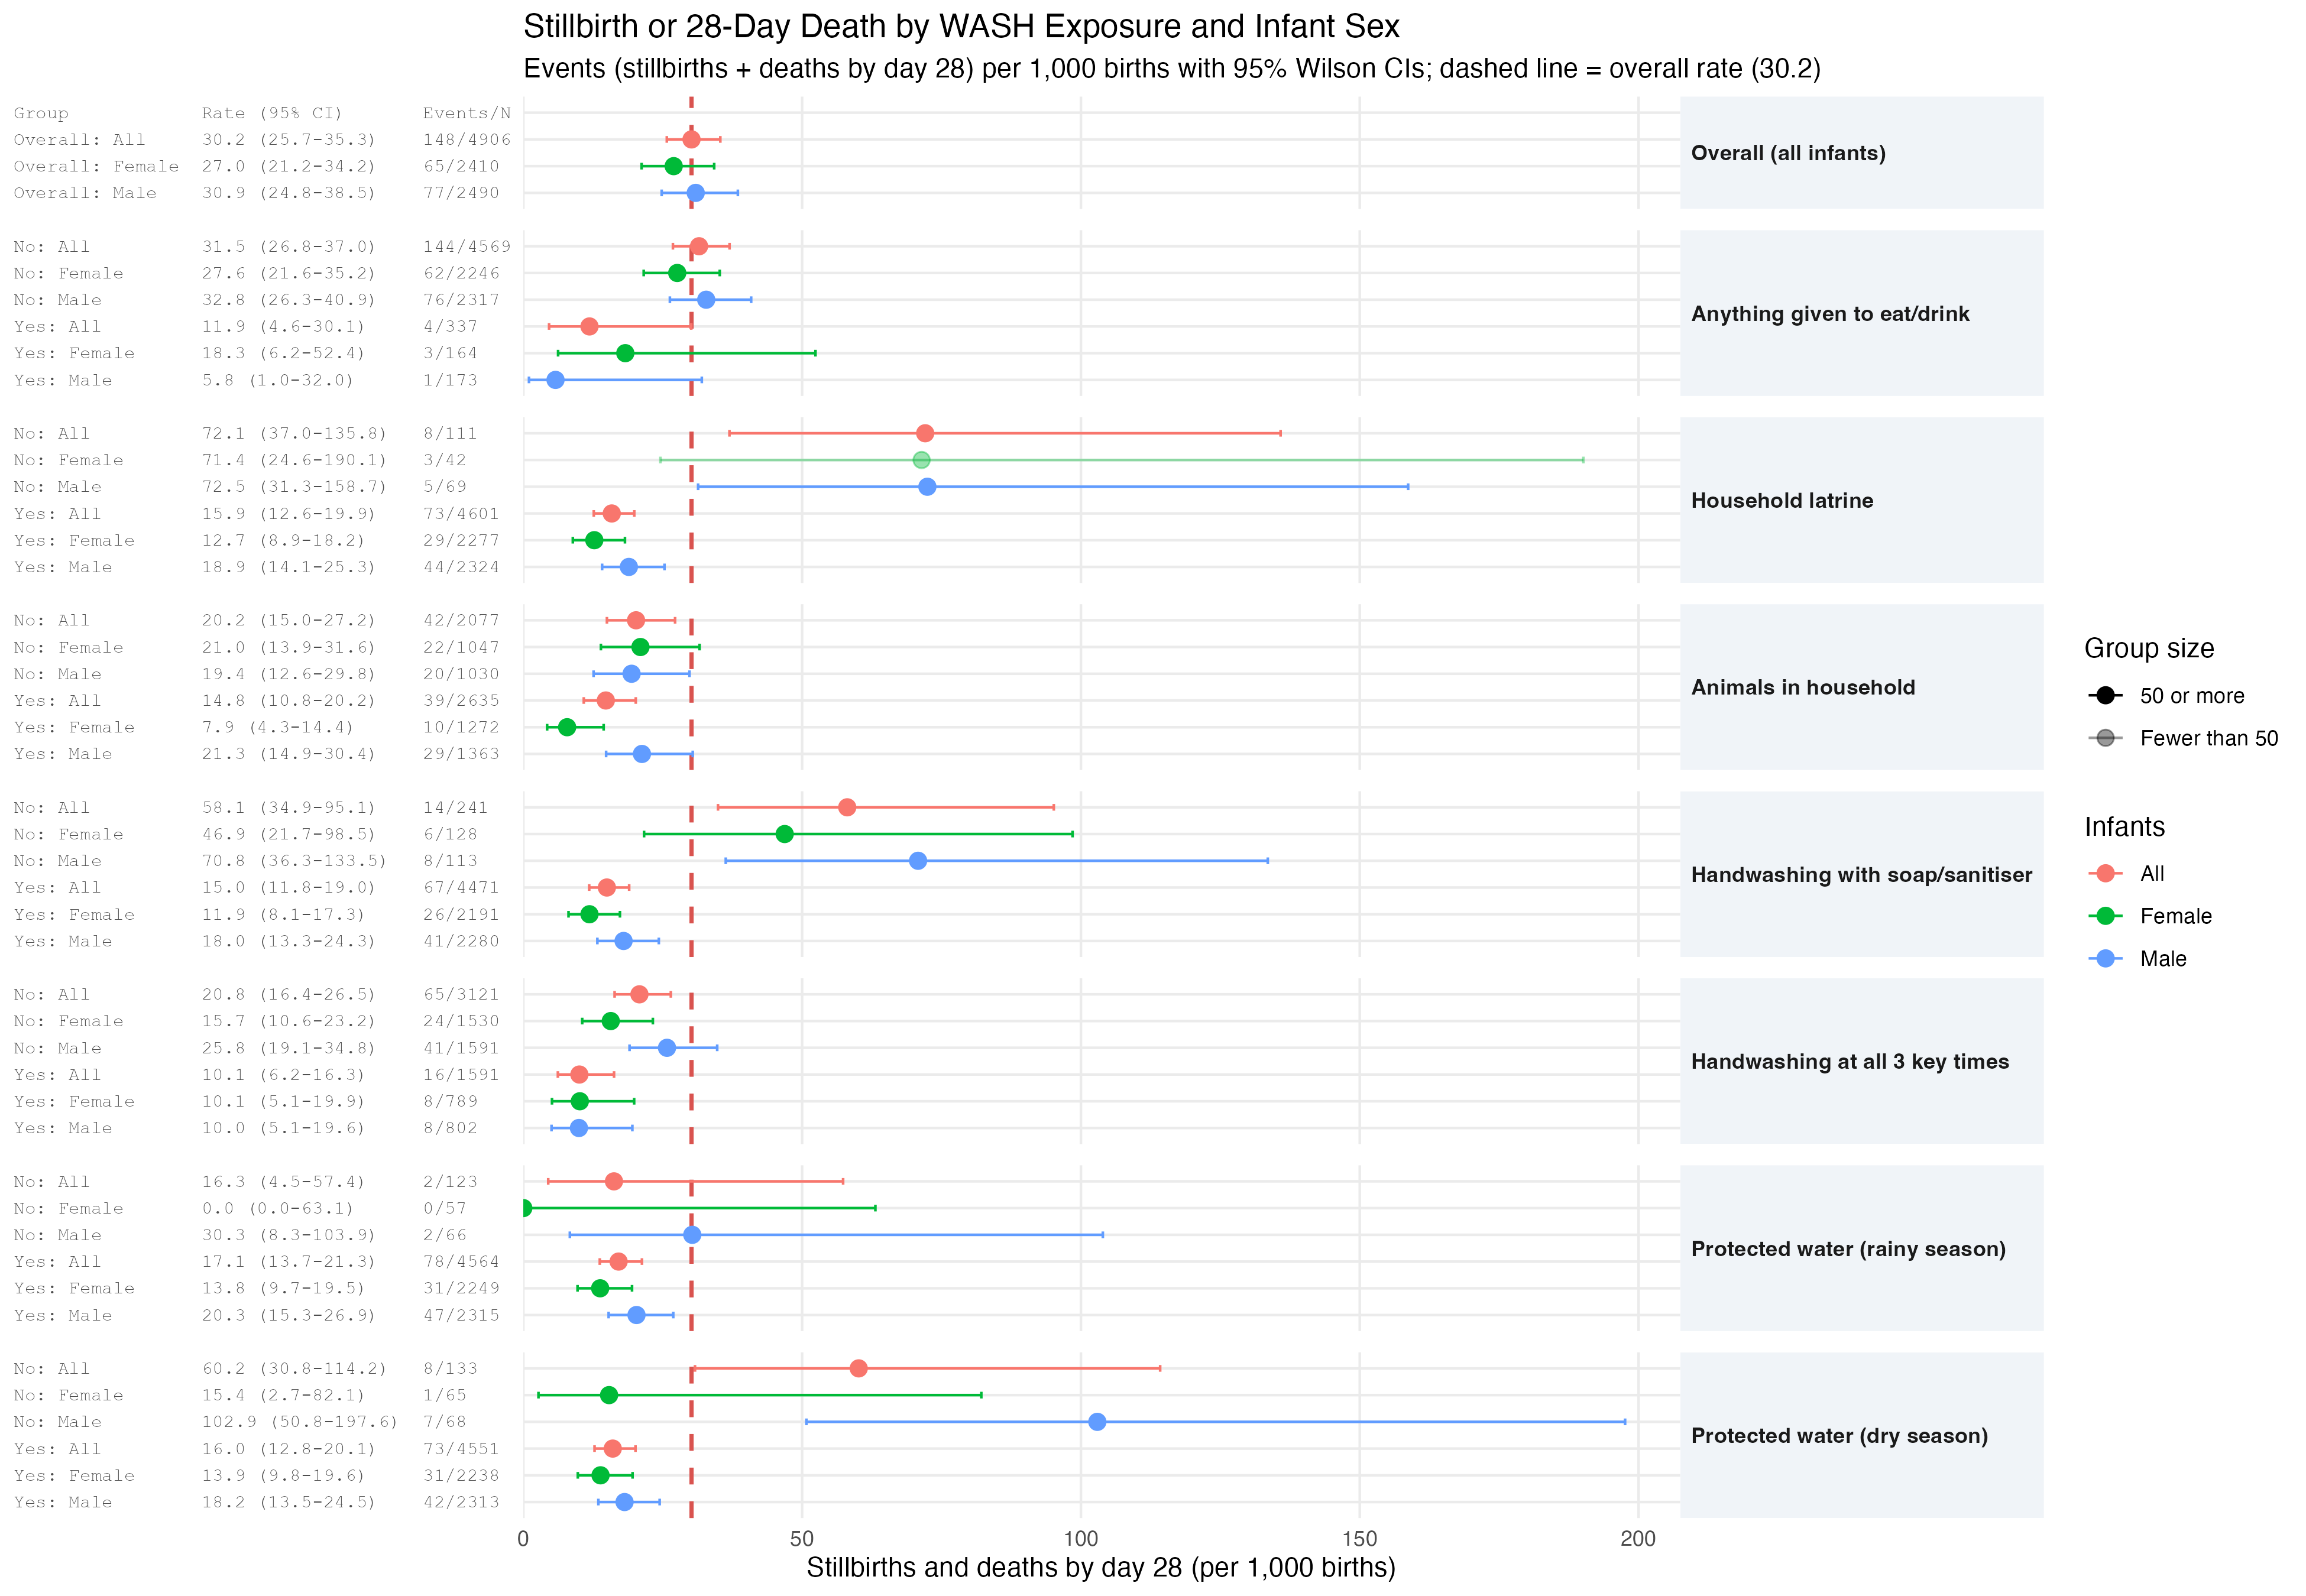 Stillbirth or 28-Day Death by WASH Exposure and Infant Sex
Events (stillbirths + deaths by day 28) per 1,000 births with 95% Wilson CIs; dashed line = overall rate (30.2)
Group Rate (95% CI) Events/N
Overall: All 30.2 (25.7-35.3) 148/4906
Overall: Female 27.0 (21.2-34.2) 65/2410
Overall: Male 30.9 (24.8-38.5) 77/2490
Overall (all infants)
No: All 31.5 (26.8-37.0) 144/4569
No: Female 27.6 (21.6-35.2) 62/2246
No: Male 32.8 (26.3-40.9) 76/2317
Yes: All 11.9 (4.6-30.1) 4/337
Yes: Female 18.3 (6.2-52.4) 3/164
Yes: Male 5.8 (1.0-32.0) 1/173
Anything given to eat/drink
No: All 72.1 (37.0-135.8) 8/111
No: Female 71.4 (24.6-190.1) 3/42
No: Male 72.5 (31.3-158.7) 5/69
Yes: All 15.9 (12.6-19.9) 73/4601
Yes: Female 12.7 (8.9-18.2) 29/2277
Yes: Male 18.9 (14.1-25.3) 44/2324
Household latrine
No: All 20.2 (15.0-27.2) 42/2077
No: Female 21.0 (13.9-31.6) 22/1047
No: Male 19.4 (12.6-29.8) 20/1030
Yes: All 14.8 (10.8-20.2) 39/2635
Yes: Female 7.9 (4.3-14.4) 10/1272
Yes: Male 21.3 (14.9-30.4) 29/1363
Animals in household
No: All 58.1 (34.9-95.1) 14/241
No: Female 46.9 (21.7-98.5) 6/128
No: Male 70.8 (36.3-133.5) 8/113
Yes: All 15.0 (11.8-19.0) 67/4471
Yes: Female 11.9 (8.1-17.3) 26/2191
Yes: Male 18.0 (13.3-24.3) 41/2280
Handwashing with soap/sanitiser
No: All 20.8 (16.4-26.5) 65/3121
No: Female 15.7 (10.6-23.2) 24/1530
No: Male 25.8 (19.1-34.8) 41/1591
Yes: All 10.1 (6.2-16.3) 16/1591
Yes: Female 10.1 (5.1-19.9) 8/789
Yes: Male 10.0 (5.1-19.6) 8/802
Handwashing at all 3 key times
No: All 16.3 (4.5-57.4) 2/123
No: Female 0.0 (0.0-63.1) 0/57
No: Male 30.3 (8.3-103.9) 2/66
Yes: All 17.1 (13.7-21.3) 78/4564
Yes: Female 13.8 (9.7-19.5) 31/2249
Yes: Male 20.3 (15.3-26.9) 47/2315
Protected water (rainy season)
No: All 60.2 (30.8-114.2) 8/133
No: Female 15.4 (2.7-82.1) 1/65
No: Male 102.9 (50.8-197.6) 7/68
Yes: All 16.0 (12.8-20.1) 73/4551
Yes: Female 13.9 (9.8-19.6) 31/2238
Yes: Male 18.2 (13.5-24.5) 42/2313
Protected water (dry season)
0 50 100 150 200
Stillbirths and deaths by day 28 (per 1,000 births)
Group size
50 or more
Fewer than 50
Infants
All
Female
Male